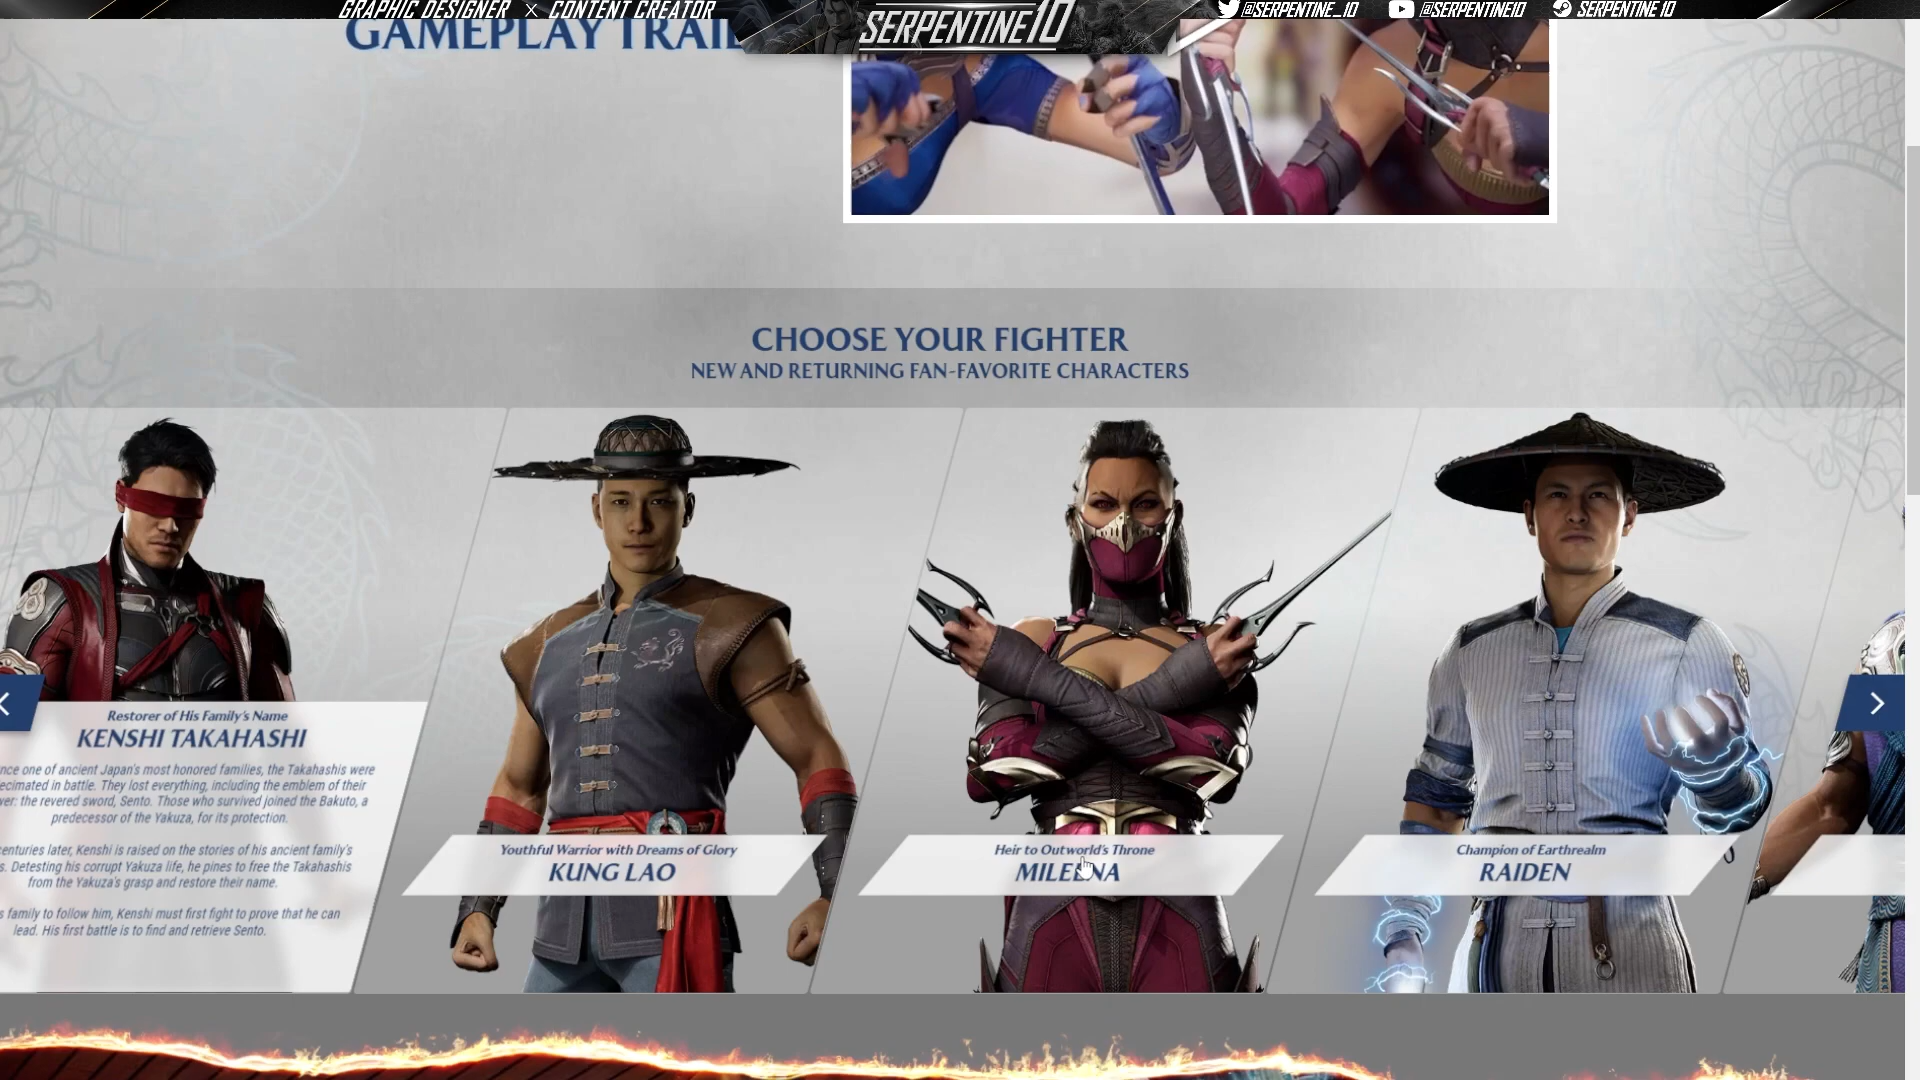 GRAPHIC DESIGNER X CONTENT CREATOR
SERPENTINE10
@SERPENTINE_10
@SERPENTINE10
SERPENTINE 10
GAMEPLAY TRAIL
CHOOSE YOUR FIGHTER
NEW AND RETURNING FAN-FAVORITE CHARACTERS
Restorer of His Family's Name
KENSHI TAKAHASHI
nce one of ancient Japan's most honored families, the Takahashis were
ecimated in battle. They lost everything, including the emblem of their
wer: the revered sword, Sento. Those who survived joined the Bakuto, a
predecessor of the Yakuza, for its protection.
enturies later, Kenshi is raised on the stories of his ancient family's
s. Detesting his corrupt Yakuza life, he pines to free the Takahashis
from the Yakuza's grasp and restore their name.
s family to follow him, Kenshi must first fight to prove that he can
lead. His first battle is to find and retrieve Sento.
Youthful Warrior with Dreams of Glory
KUNG LAO
Heir to Outworld's Throne
MILEENA
Champion of Earthrealm
RAIDEN